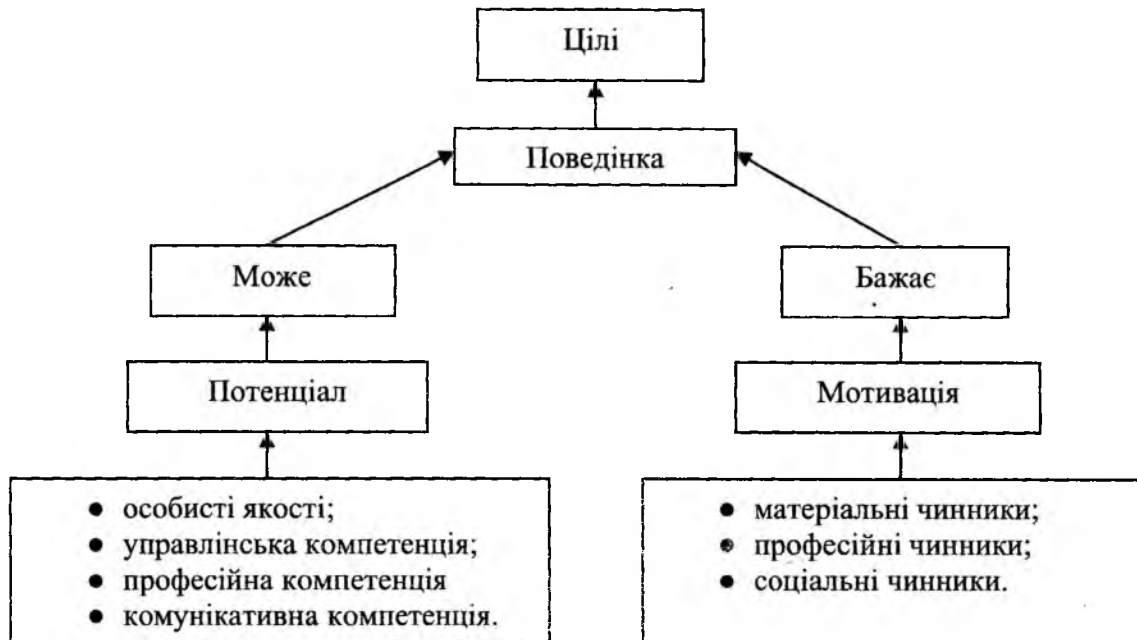 Цілі
Поведінка
Може
Бажає
Потенціал
Мотивація
● особисті якості;
● управлінська компетенція;
● професійна компетенція
● комунікативна компетенція.
● матеріальні чинники;
● професійні чинники;
● соціальні чинники.